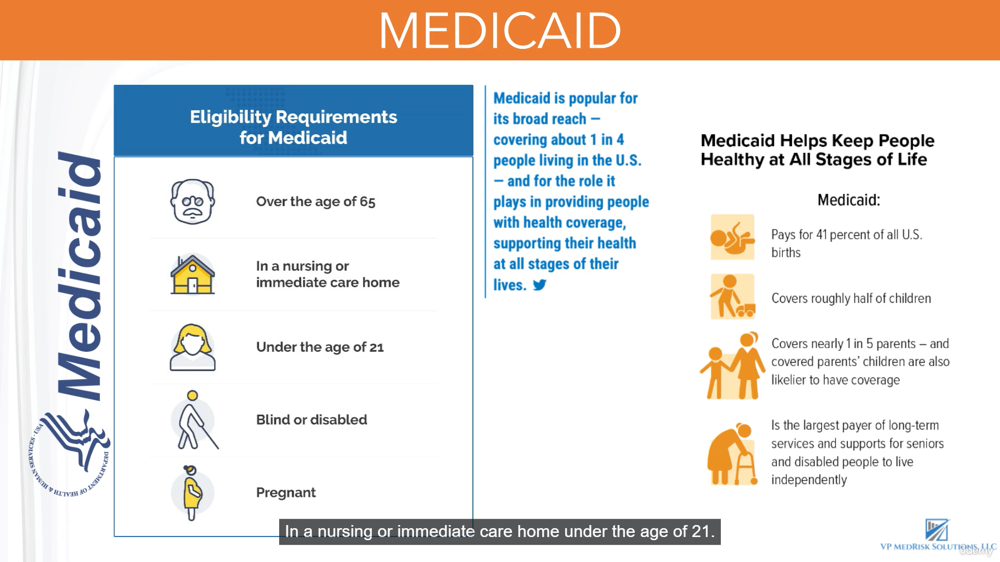 MEDICAID
Medicaid
DEPARTMENT OF HEALTH & HUMAN SERVICES · USA
Eligibility Requirements
for Medicaid
Over the age of 65
In a nursing or
immediate care home
Under the age of 21
Blind or disabled
Pregnant
Medicaid is popular for
its broad reach —
covering about 1 in 4
people living in the U.S.
— and for the role it
plays in providing people
with health coverage,
supporting their health
at all stages of their
lives.
Medicaid Helps Keep People
Healthy at All Stages of Life
Medicaid:
Pays for 41 percent of all U.S.
births
Covers roughly half of children
Covers nearly 1 in 5 parents – and
covered parents’ children are also
likelier to have coverage
Is the largest payer of long-term
services and supports for seniors
and disabled people to live
independently
In a nursing or immediate care home under the age of 21.
VP MEDRISK SOLUTIONS, LLC
udemy